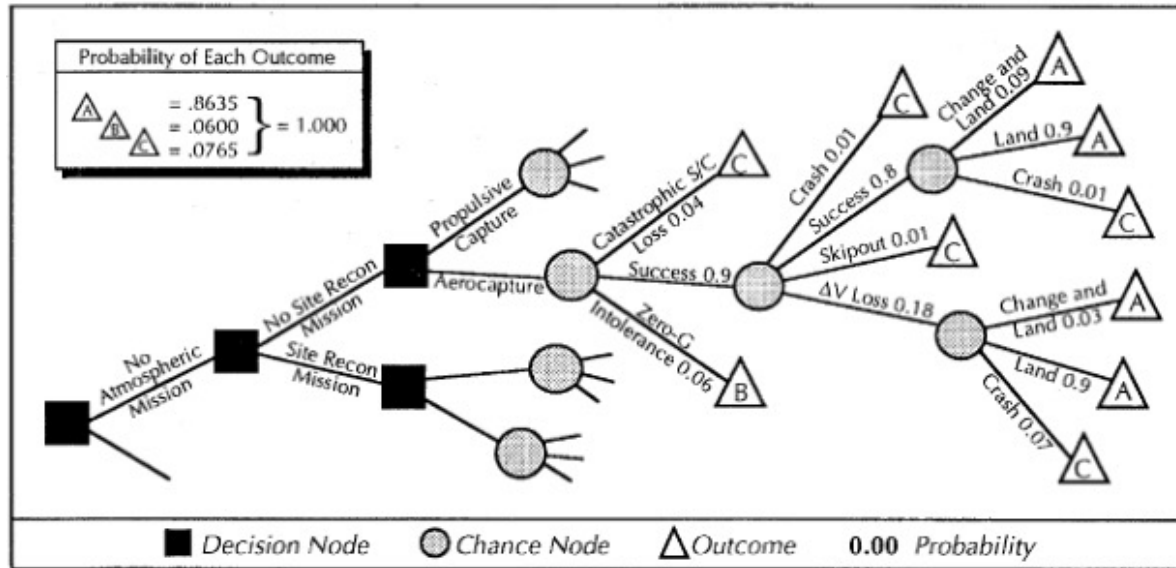 Probability of Each Outcome
A = .8635
B = .0600
C = .0765
} = 1.000
No
Atmospheric
Mission
No Site Recon
Mission
Site Recon
Mission
Propulsive
Capture
Aerocapture
Catastrophic S/C
Loss 0.04
C
Success 0.9
Zero-G
Intolerance 0.06
B
Crash 0.01
C
Success 0.8
Skipout 0.01
C
ΔV Loss 0.18
Change and
Land 0.09
A
Land 0.9
A
Crash 0.01
C
Change and
Land 0.03
A
Land 0.9
A
Crash 0.07
C
Decision Node Chance Node Outcome 0.00 Probability